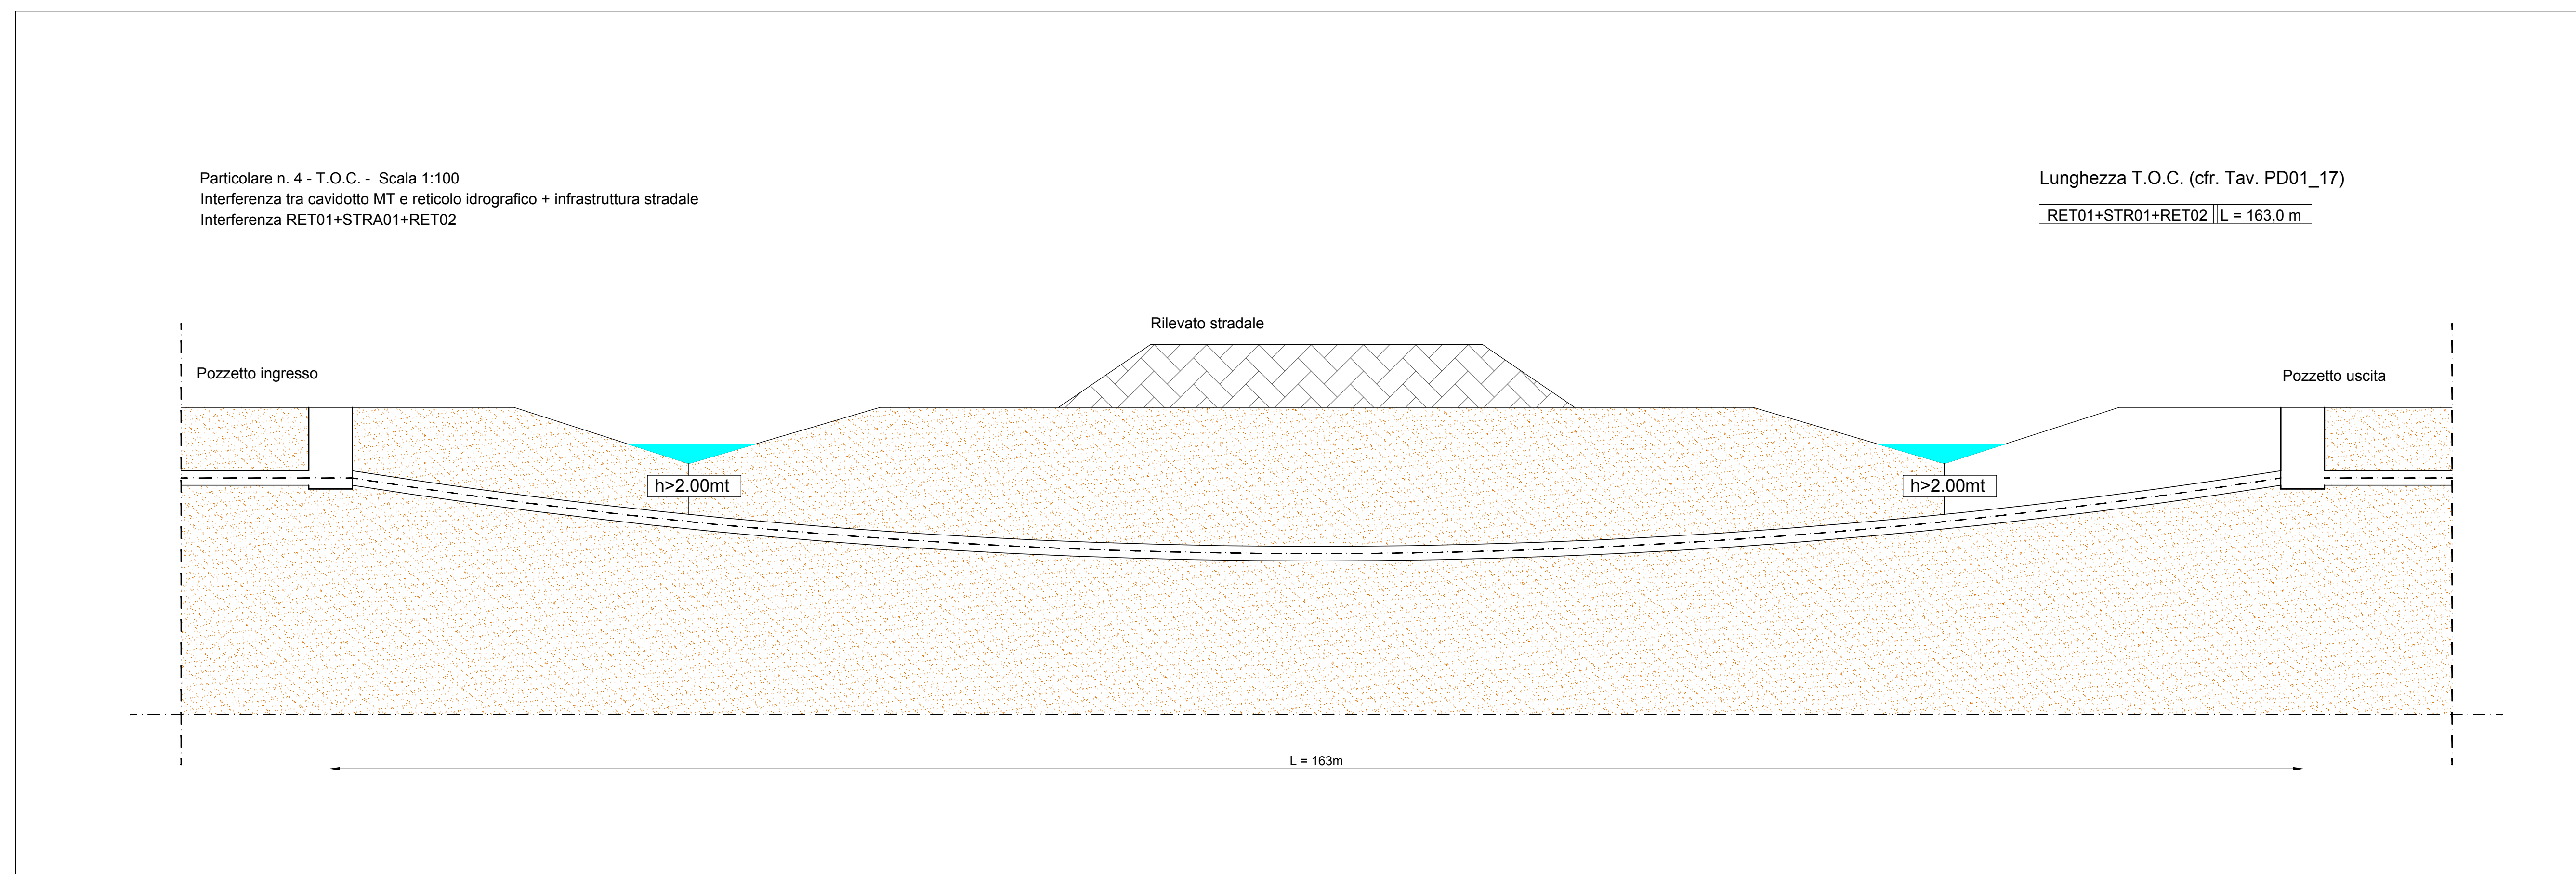 Particolare n. 4 - T.O.C. - Scala 1:100
Interferenza tra cavidotto MT e reticolo idrografico + infrastruttura stradale
Interferenza RET01+STRA01+RET02
Lunghezza T.O.C. (cfr. Tav. PD01_17)
RET01+STR01+RET02 L = 163,0 m
Rilevato stradale
Pozzetto ingresso
Pozzetto uscita
h>2.00mt
h>2.00mt
L = 163m